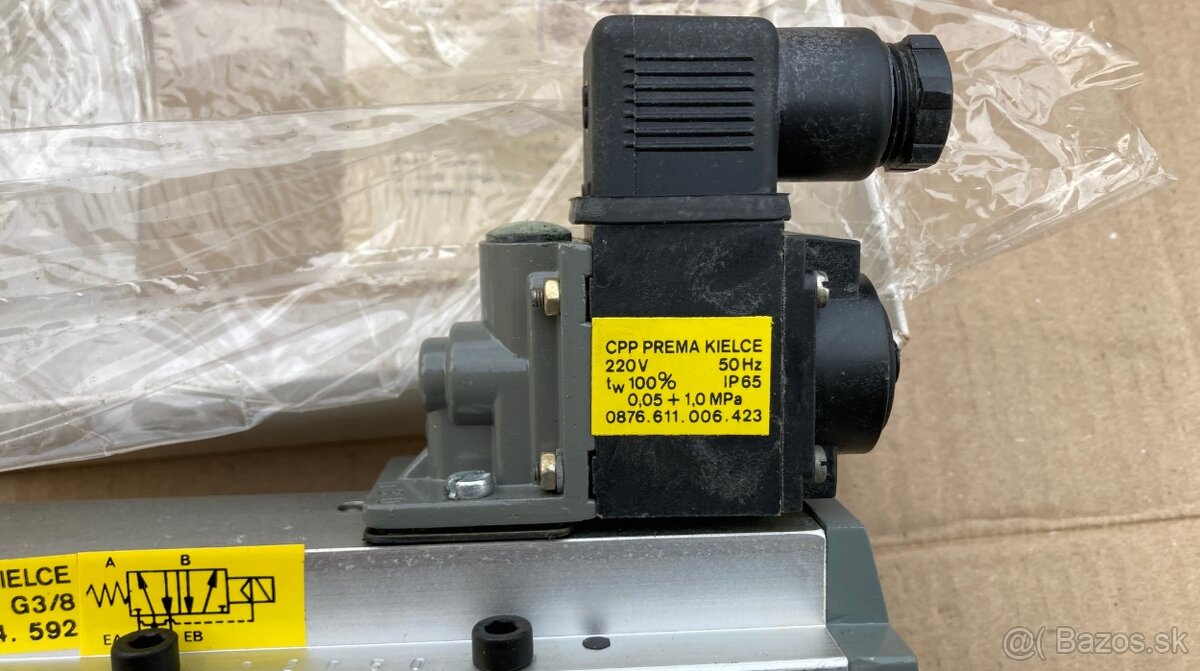 CPP PREMA KIELCE
220V 50Hz
tw 100% IP65
0,05 ÷ 1,0 MPa
0876.611.006.423
IELCE
G3/8
4. 592
A B
EA EB
@( Bazos.sk